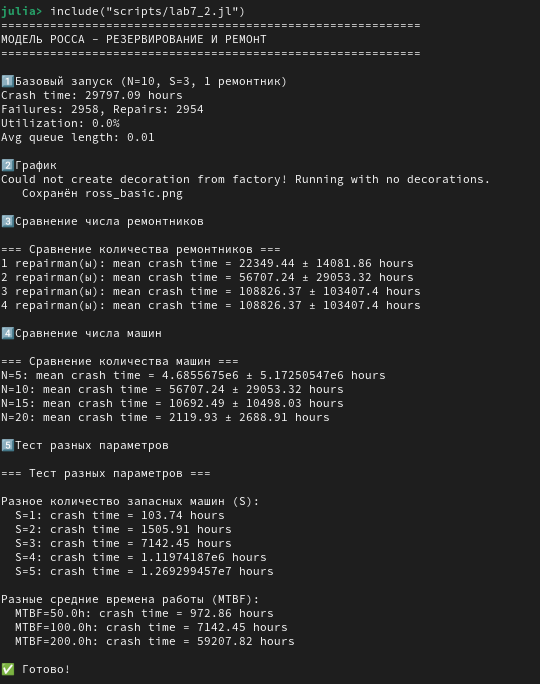 julia> include("scripts/lab7_2.jl")
============================================================
МОДЕЛЬ РОССА - РЕЗЕРВИРОВАНИЕ И РЕМОНТ
============================================================
1️⃣Базовый запуск (N=10, S=3, 1 ремонтник)
Crash time: 29797.09 hours
Failures: 2958, Repairs: 2954
Utilization: 0.0%
Avg queue length: 0.01
2️⃣График
Could not create decoration from factory! Running with no decorations.
   Сохранён ross_basic.png
3️⃣Сравнение числа ремонтников
=== Сравнение количества ремонтников ===
1 repairman(ы): mean crash time = 22349.44 ± 14081.86 hours
2 repairman(ы): mean crash time = 56707.24 ± 29053.32 hours
3 repairman(ы): mean crash time = 108826.37 ± 103407.4 hours
4 repairman(ы): mean crash time = 108826.37 ± 103407.4 hours
4️⃣Сравнение числа машин
=== Сравнение количества машин ===
N=5: mean crash time = 4.6855675e6 ± 5.17250547e6 hours
N=10: mean crash time = 56707.24 ± 29053.32 hours
N=15: mean crash time = 10692.49 ± 10498.03 hours
N=20: mean crash time = 2119.93 ± 2688.91 hours
5️⃣Тест разных параметров
=== Тест разных параметров ===
Разное количество запасных машин (S):
  S=1: crash time = 103.74 hours
  S=2: crash time = 1505.91 hours
  S=3: crash time = 7142.45 hours
  S=4: crash time = 1.11974187e6 hours
  S=5: crash time = 1.269299457e7 hours
Разные средние времена работы (MTBF):
  MTBF=50.0h: crash time = 972.86 hours
  MTBF=100.0h: crash time = 7142.45 hours
  MTBF=200.0h: crash time = 59207.82 hours
✅ Готово!